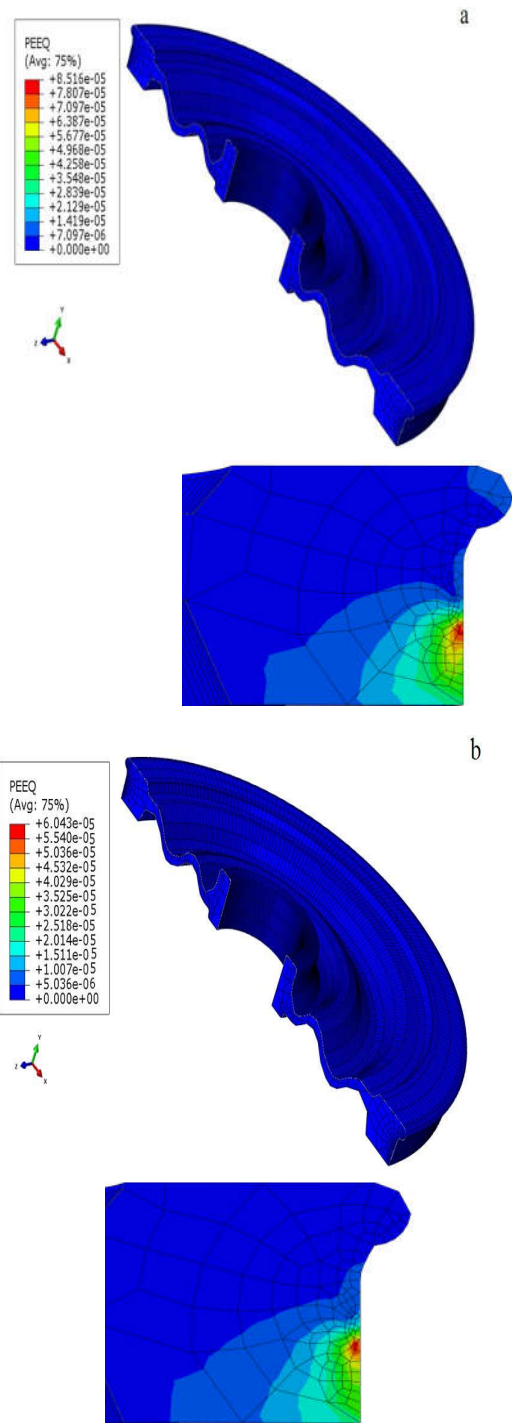 a
PEEQ
(Avg: 75%)
+8.516e-05
+7.807e-05
+7.097e-05
+6.387e-05
+5.677e-05
+4.968e-05
+3.548e-05
+2.839e-05
+2.129e-05
+1.419e-05
+7.097e-06
+0.000e+00
Y
Z
X
b
PEEQ
(Avg: 75%)
+6.043e-05
+5.540e-05
+5.036e-05
+4.532e-05
+4.029e-05
+3.525e-05
+3.022e-05
+2.518e-05
+2.014e-05
+1.511e-05
+1.007e-05
+5.036e-06
+0.000e+00
Y
Z
X